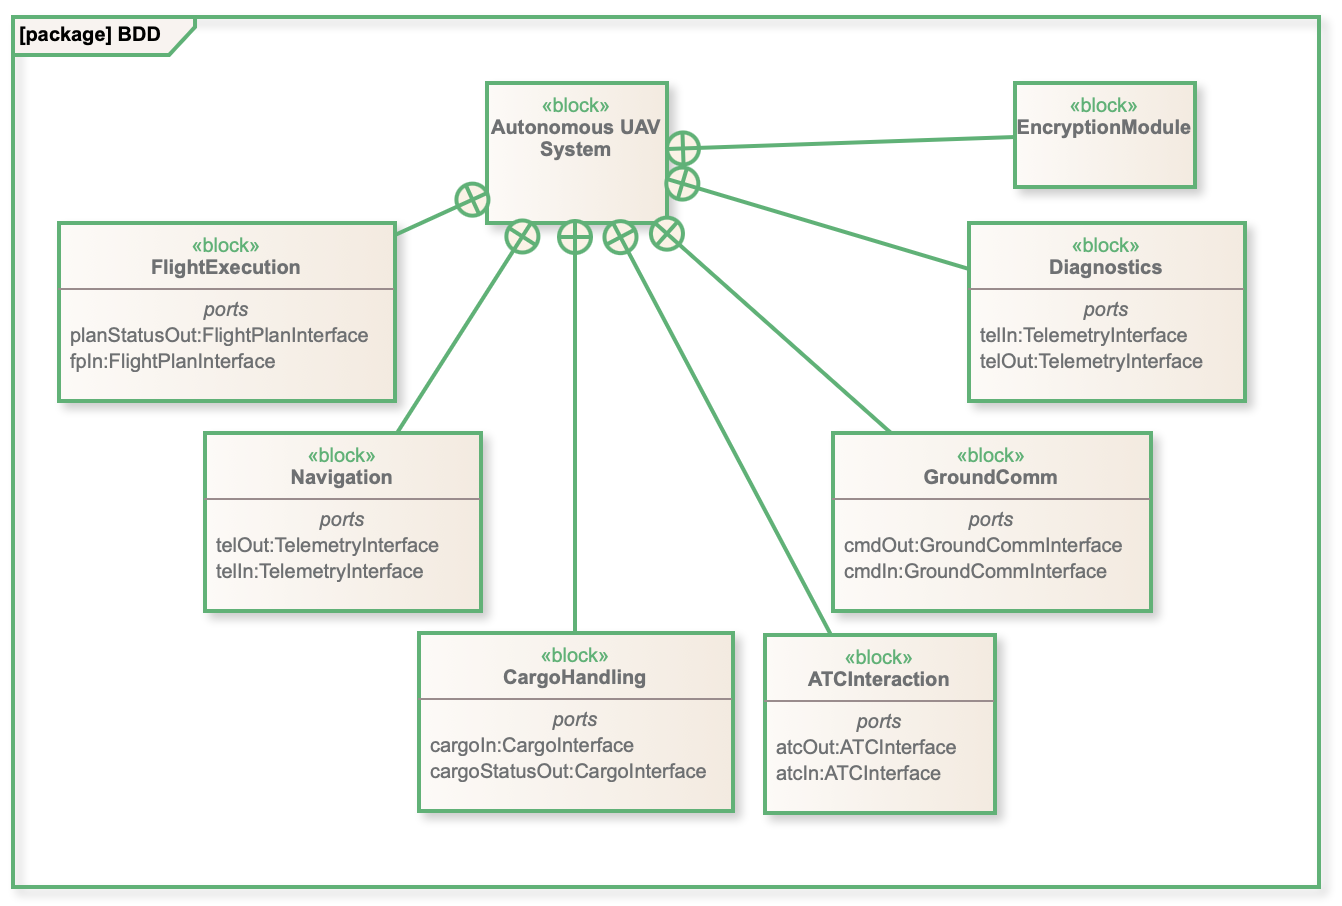 [package] BDD
«block»
Autonomous UAV
System
«block»
EncryptionModule
«block»
FlightExecution
ports
planStatusOut:FlightPlanInterface
fpIn:FlightPlanInterface
«block»
Diagnostics
ports
telIn:TelemetryInterface
telOut:TelemetryInterface
«block»
Navigation
ports
telOut:TelemetryInterface
telIn:TelemetryInterface
«block»
GroundComm
ports
cmdOut:GroundCommInterface
cmdIn:GroundCommInterface
«block»
CargoHandling
ports
cargoIn:CargoInterface
cargoStatusOut:CargoInterface
«block»
ATCInteraction
ports
atcOut:ATCInterface
atcIn:ATCInterface